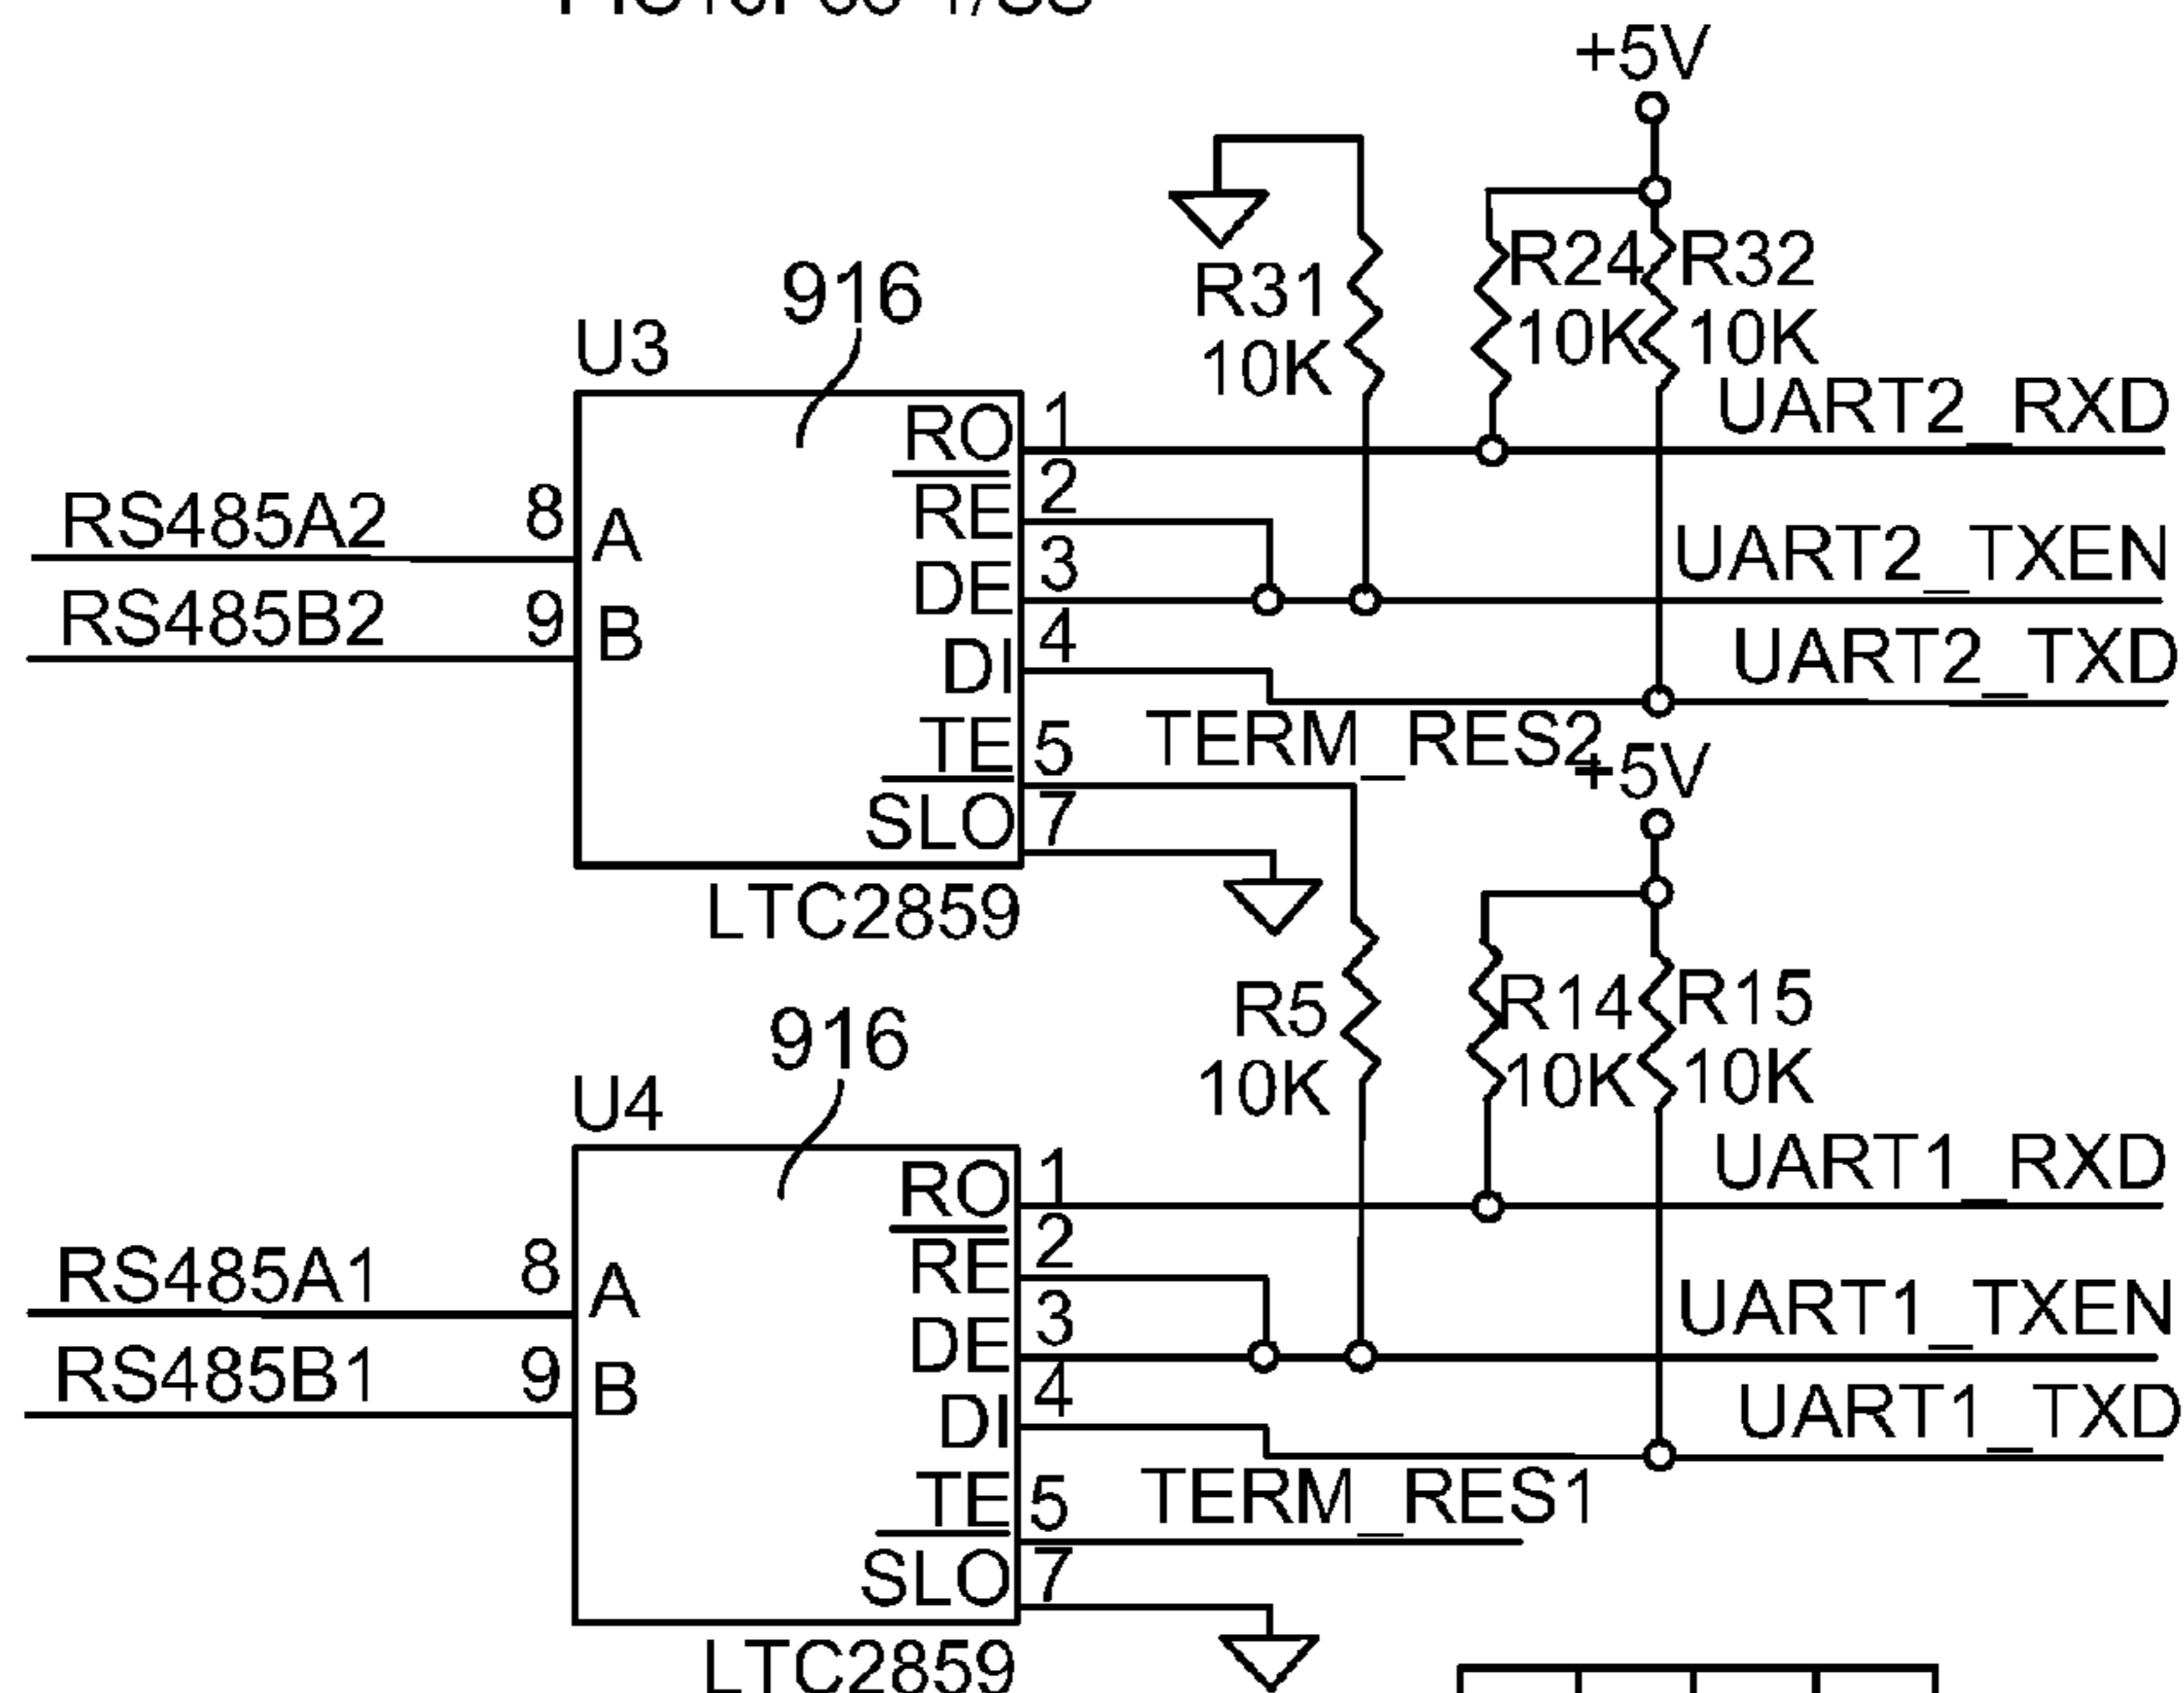 +5V
R31
10K
R24
10K
R32
10K
916
U3
RO 1
RE 2
DE 3
DI 4
TE 5
SLO 7
8 A
9 B
RS485A2
RS485B2
UART2_RXD
UART2_TXEN
UART2_TXD
TERM_RES2
LTC2859
+5V
R5
10K
R14
10K
R15
10K
916
U4
RO 1
RE 2
DE 3
DI 4
TE 5
SLO 7
8 A
9 B
RS485A1
RS485B1
UART1_RXD
UART1_TXEN
UART1_TXD
TERM_RES1
LTC2859